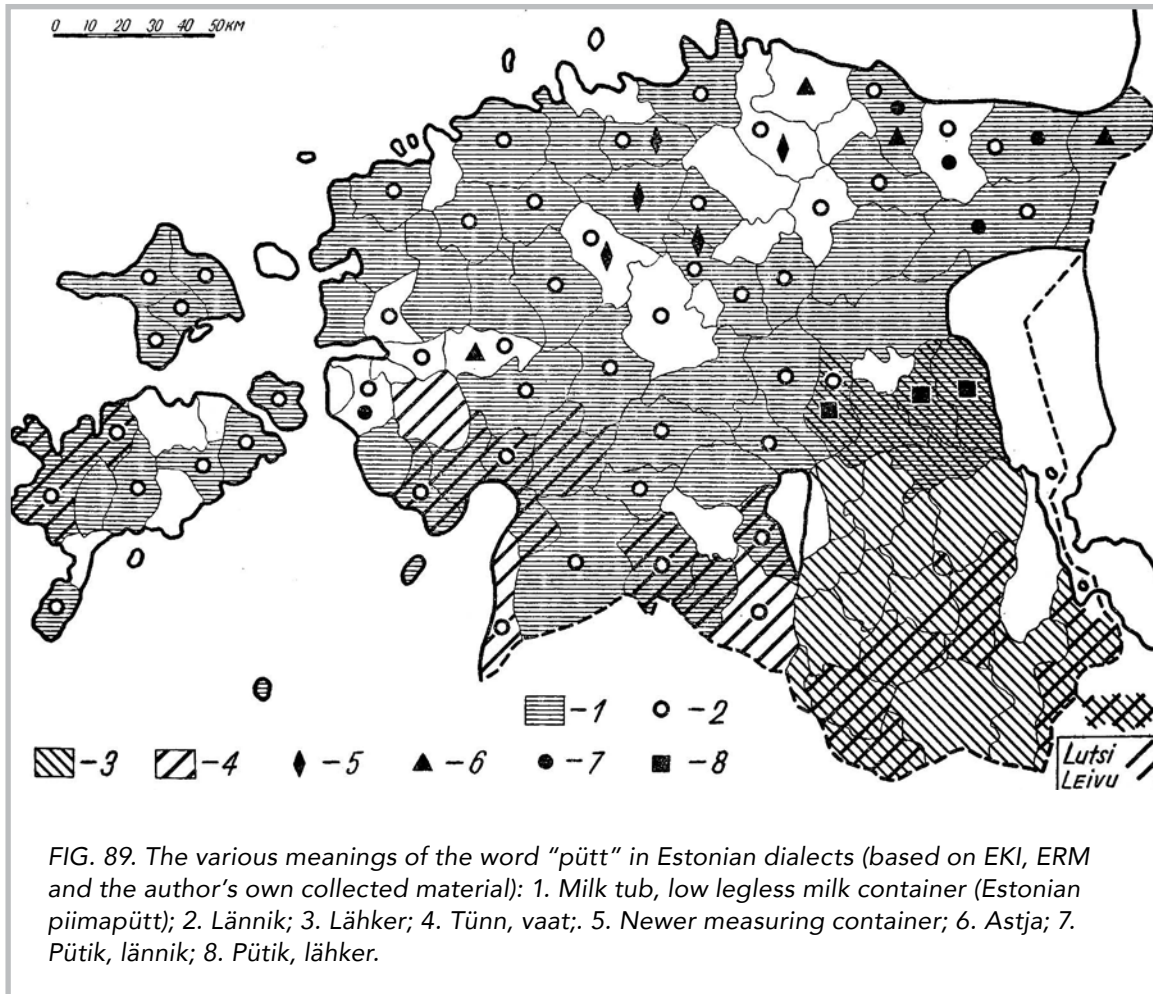 0 10 20 30 40 50 КМ
-1 -2
-3 -4 -5 -6 -7 -8
Lutsi
LEIVU
FIG. 89. The various meanings of the word “pütt” in Estonian dialects (based on EKI, ERM
and the author’s own collected material): 1. Milk tub, low legless milk container (Estonian
piimapütt); 2. Lännik; 3. Lähker; 4. Tünn, vaat;. 5. Newer measuring container; 6. Astja; 7.
Pütik, lännik; 8. Pütik, lähker.